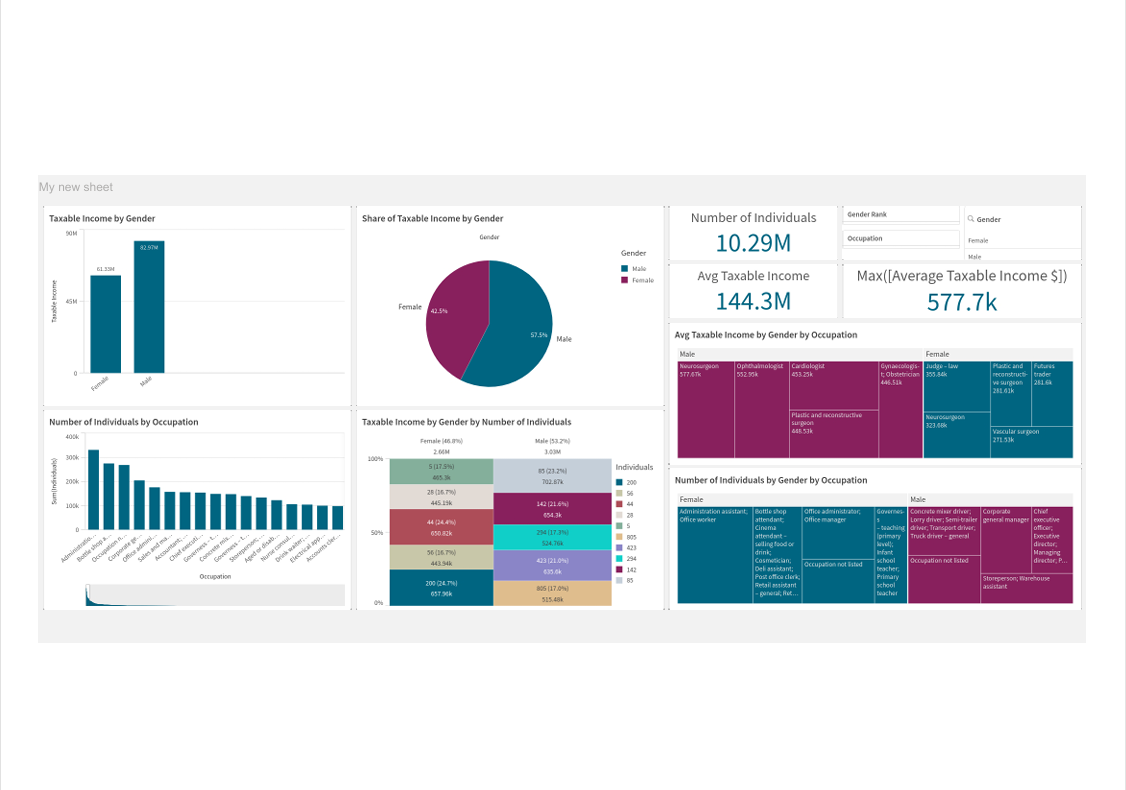 My new sheet
Taxable Income by Gender
90M
45M
0
Taxable Income
61.33M
82.97M
Female
Male
Share of Taxable Income by Gender
Gender
Female
42.5%
57.5%
Male
Gender
Male
Female
Number of Individuals
10.29M
Gender Rank
Occupation
Gender
Female
Male
Avg Taxable Income
144.3M
Max([Average Taxable Income $])
577.7k
Avg Taxable Income by Gender by Occupation
Male
Neurosurgeon
577.67k
Ophthalmologist
552.95k
Cardiologist
453.25k
Plastic and reconstructive
surgeon
448.53k
Gynaecologis-
t; Obstetrician
446.51k
Female
Judge – law
355.84k
Neurosurgeon
323.68k
Plastic and
reconstructi-
ve surgeon
281.61k
Futures
trader
281.6k
Vascular surgeon
271.53k
Number of Individuals by Occupation
400k
300k
200k
100k
0
Sum(Individuals)
Administratio...
Bottle shop a...
Occupation n...
Corporate ge...
Office admini...
Sales and ma...
Accountant;...
Chief executi...
Governess – t...
Concrete mix...
Governess – t...
Storeperson;...
Aged or disab...
Nurse consul...
Drink waiter;...
Electrical app...
Accounts cler...
Occupation
Taxable Income by Gender by Number of Individuals
Female (46.8%)
2.66M
Male (53.2%)
3.03M
100%
50%
0%
5 (17.5%)
465.3k
28 (16.7%)
445.19k
44 (24.4%)
650.82k
56 (16.7%)
443.94k
200 (24.7%)
657.96k
85 (23.2%)
702.87k
142 (21.6%)
654.3k
294 (17.3%)
524.76k
423 (21.0%)
635.6k
805 (17.0%)
515.48k
Individuals
200
56
44
28
5
805
423
294
142
85
Number of Individuals by Gender by Occupation
Female
Administration assistant;
Office worker
Bottle shop
attendant;
Cinema
attendant –
selling food or
drink;
Cosmetician;
Deli assistant;
Post office clerk;
Retail assistant
– general; Ret...
Office administrator;
Office manager
Occupation not listed
Governes-
s
– teaching
(primary
level);
Infant
school
teacher;
Primary
school
teacher
Male
Concrete mixer driver;
Lorry driver; Semi-trailer
driver; Transport driver;
Truck driver – general
Occupation not listed
Corporate
general manager
Chief
executive
officer;
Executive
director;
Managing
director; P...
Storeperson; Warehouse
assistant